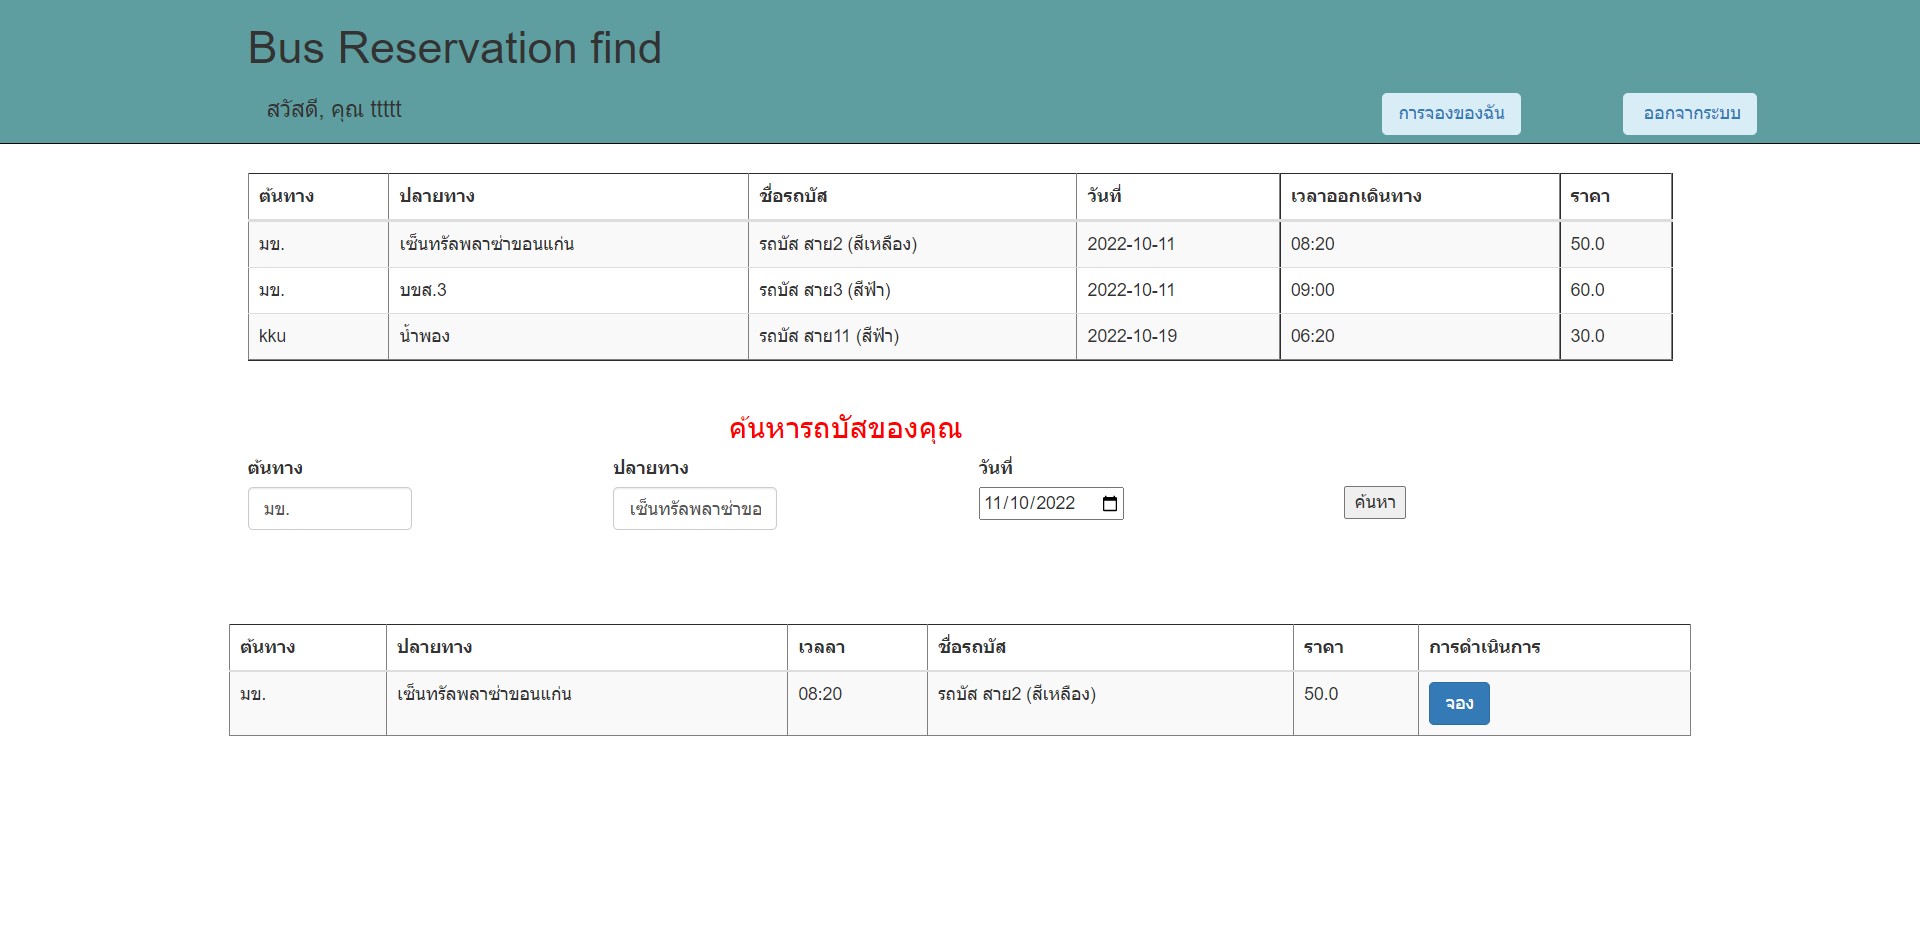 Bus Reservation find
สวัสดี, คุณ ttttt
การจองของฉัน ออกจากระบบ
ต้นทาง ปลายทาง ชื่อรถบัส วันที่ เวลาออกเดินทาง ราคา
มข. เซ็นทรัลพลาซ่าขอนแก่น รถบัส สาย2 (สีเหลือง) 2022-10-11 08:20 50.0
มข. บขส.3 รถบัส สาย3 (สีฟ้า) 2022-10-11 09:00 60.0
kku น้ำพอง รถบัส สาย11 (สีฟ้า) 2022-10-19 06:20 30.0
ค้นหารถบัสของคุณ
ต้นทาง ปลายทาง วันที่
มข. เซ็นทรัลพลาซ่าขอ 11/10/2022 ค้นหา
ต้นทาง ปลายทาง เวลลา ชื่อรถบัส ราคา การดำเนินการ
มข. เซ็นทรัลพลาซ่าขอนแก่น 08:20 รถบัส สาย2 (สีเหลือง) 50.0 จอง